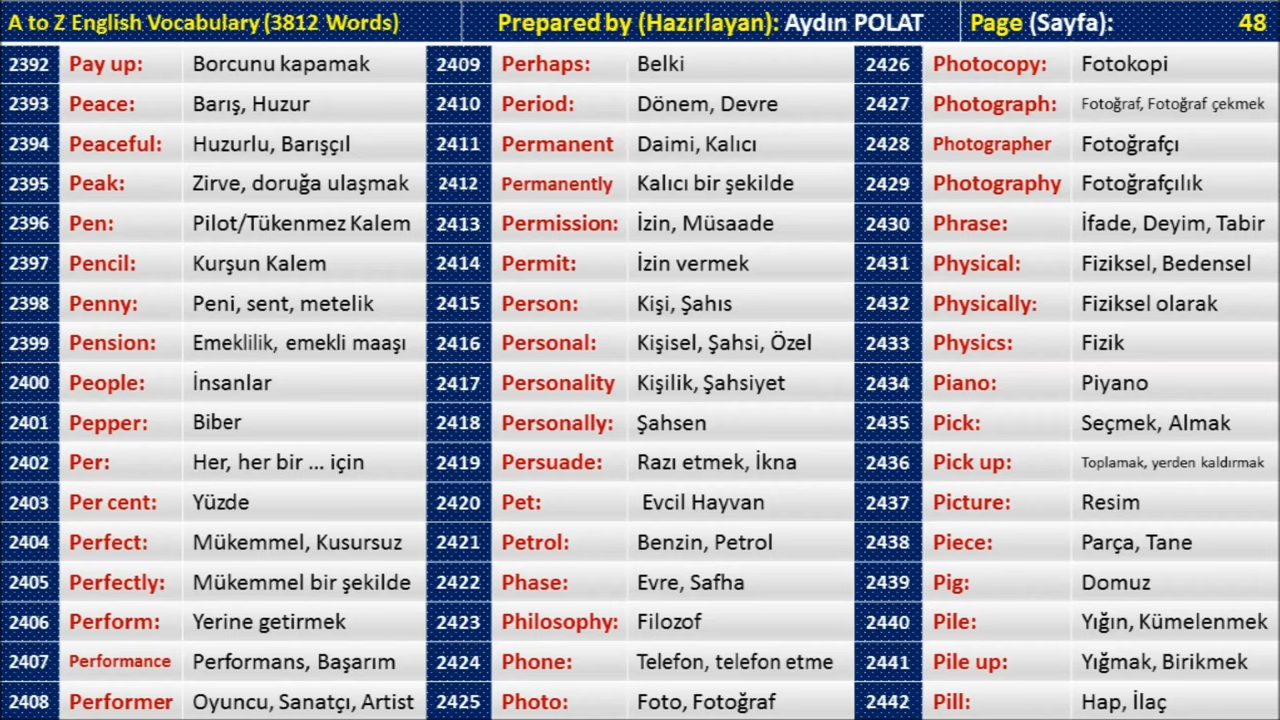 A to Z English Vocabulary (3812 Words) Prepared by (Hazırlayan): Aydın POLAT Page (Sayfa): 48
2392 Pay up: Borcunu kapamak 2409 Perhaps: Belki 2426 Photocopy: Fotokopi
2393 Peace: Barış, Huzur 2410 Period: Dönem, Devre 2427 Photograph: Fotoğraf, Fotoğraf çekmek
2394 Peaceful: Huzurlu, Barışçıl 2411 Permanent Daimi, Kalıcı 2428 Photographer Fotoğrafçı
2395 Peak: Zirve, doruğa ulaşmak 2412 Permanently Kalıcı bir şekilde 2429 Photography Fotoğrafçılık
2396 Pen: Pilot/Tükenmez Kalem 2413 Permission: İzin, Müsaade 2430 Phrase: İfade, Deyim, Tabir
2397 Pencil: Kurşun Kalem 2414 Permit: İzin vermek 2431 Physical: Fiziksel, Bedensel
2398 Penny: Peni, sent, metelik 2415 Person: Kişi, Şahıs 2432 Physically: Fiziksel olarak
2399 Pension: Emeklilik, emekli maaşı 2416 Personal: Kişisel, Şahsi, Özel 2433 Physics: Fizik
2400 People: İnsanlar 2417 Personality Kişilik, Şahsiyet 2434 Piano: Piyano
2401 Pepper: Biber 2418 Personally: Şahsen 2435 Pick: Seçmek, Almak
2402 Per: Her, her bir ... için 2419 Persuade: Razı etmek, İkna 2436 Pick up: Toplamak, yerden kaldırmak
2403 Per cent: Yüzde 2420 Pet: Evcil Hayvan 2437 Picture: Resim
2404 Perfect: Mükemmel, Kusursuz 2421 Petrol: Benzin, Petrol 2438 Piece: Parça, Tane
2405 Perfectly: Mükemmel bir şekilde 2422 Phase: Evre, Safha 2439 Pig: Domuz
2406 Perform: Yerine getirmek 2423 Philosophy: Filozof 2440 Pile: Yığın, Kümelenmek
2407 Performance Performans, Başarım 2424 Phone: Telefon, telefon etme 2441 Pile up: Yığmak, Birikmek
2408 Performer Oyuncu, Sanatçı, Artist 2425 Photo: Foto, Fotoğraf 2442 Pill: Hap, İlaç